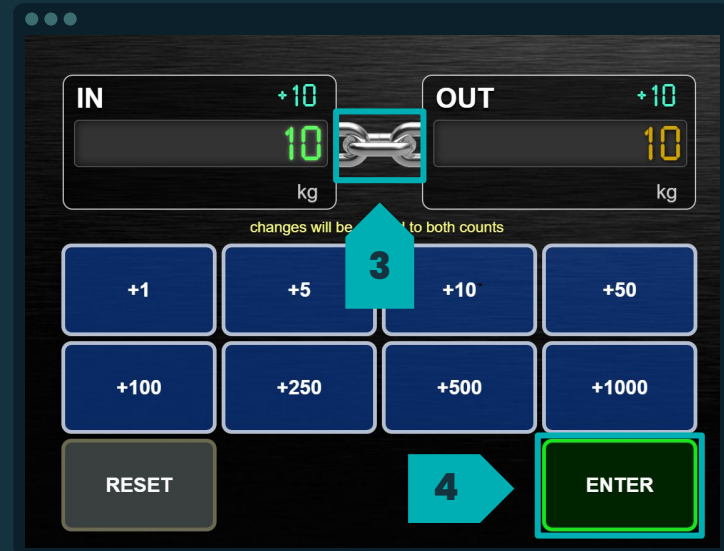 IN +10 OUT +10
10 10
kg kg
changes will be to both counts
3
+1 +5 +10 +50
+100 +250 +500 +1000
RESET 4 ENTER